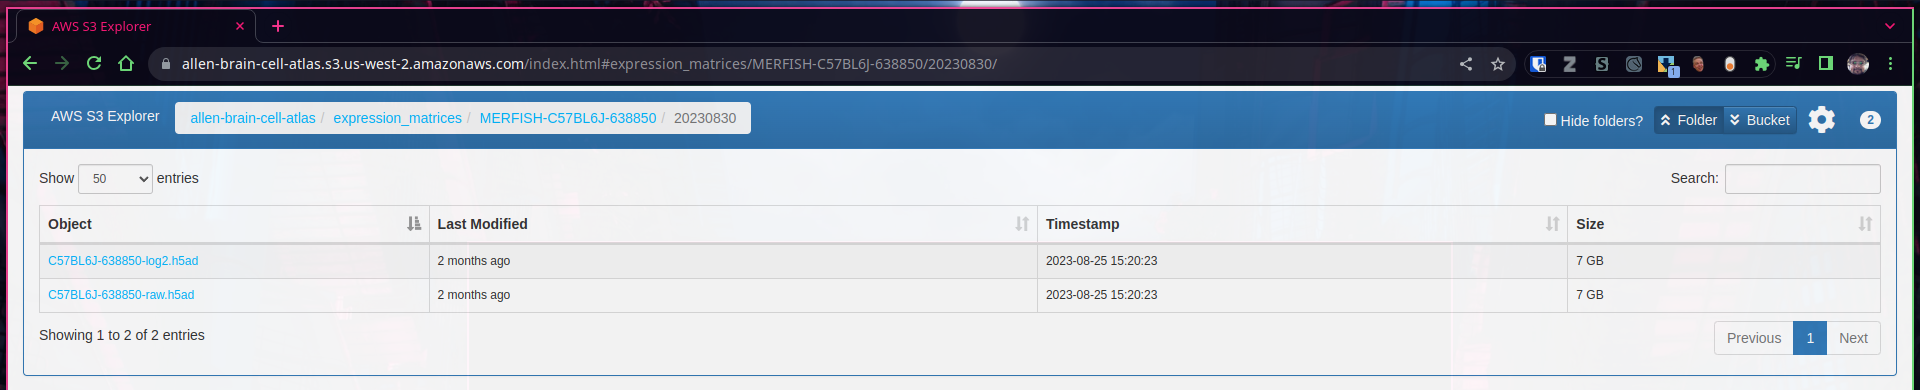 AWS S3 Explorer
allen-brain-cell-atlas.s3.us-west-2.amazonaws.com/index.html#expression_matrices/MERFISH-C57BL6J-638850/20230830/
1
AWS S3 Explorer allen-brain-cell-atlas / expression_matrices / MERFISH-C57BL6J-638850 / 20230830 Hide folders? Folder Bucket 2
Show 50 entries Search:
Object Last Modified Timestamp Size
C57BL6J-638850-log2.h5ad 2 months ago 2023-08-25 15:20:23 7 GB
C57BL6J-638850-raw.h5ad 2 months ago 2023-08-25 15:20:23 7 GB
Showing 1 to 2 of 2 entries Previous 1 Next